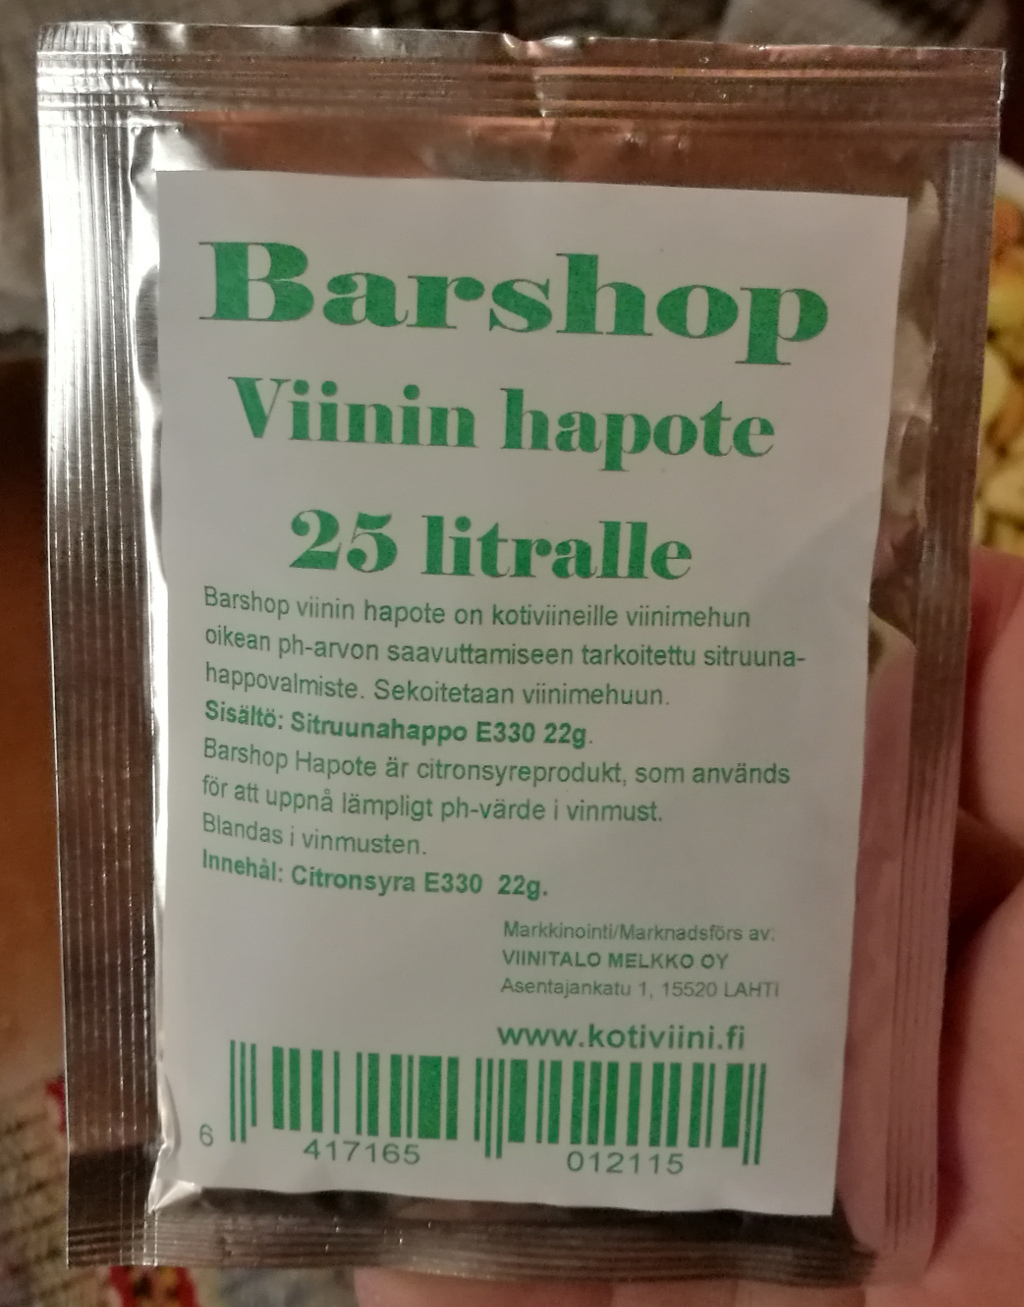 Barshop
Viinin hapote
25 litralle
Barshop viinin hapote on kotiviineille viinimehun
oikean ph-arvon saavuttamiseen tarkoitettu sitruuna-
happovalmiste. Sekoitetaan viinimehuun.
Sisältö: Sitruunahappo E330 22g.
Barshop Hapote är citronsyreprodukt, som används
för att uppnå lämpligt ph-värde i vinmust.
Blandas i vinmusten.
Innehål: Citronsyra E330 22g.
Markkinointi/Marknadsförs av:
VIINITALO MELKKO OY
Asentajankatu 1, 15520 LAHTI
www.kotiviini.fi
6 417165 012115